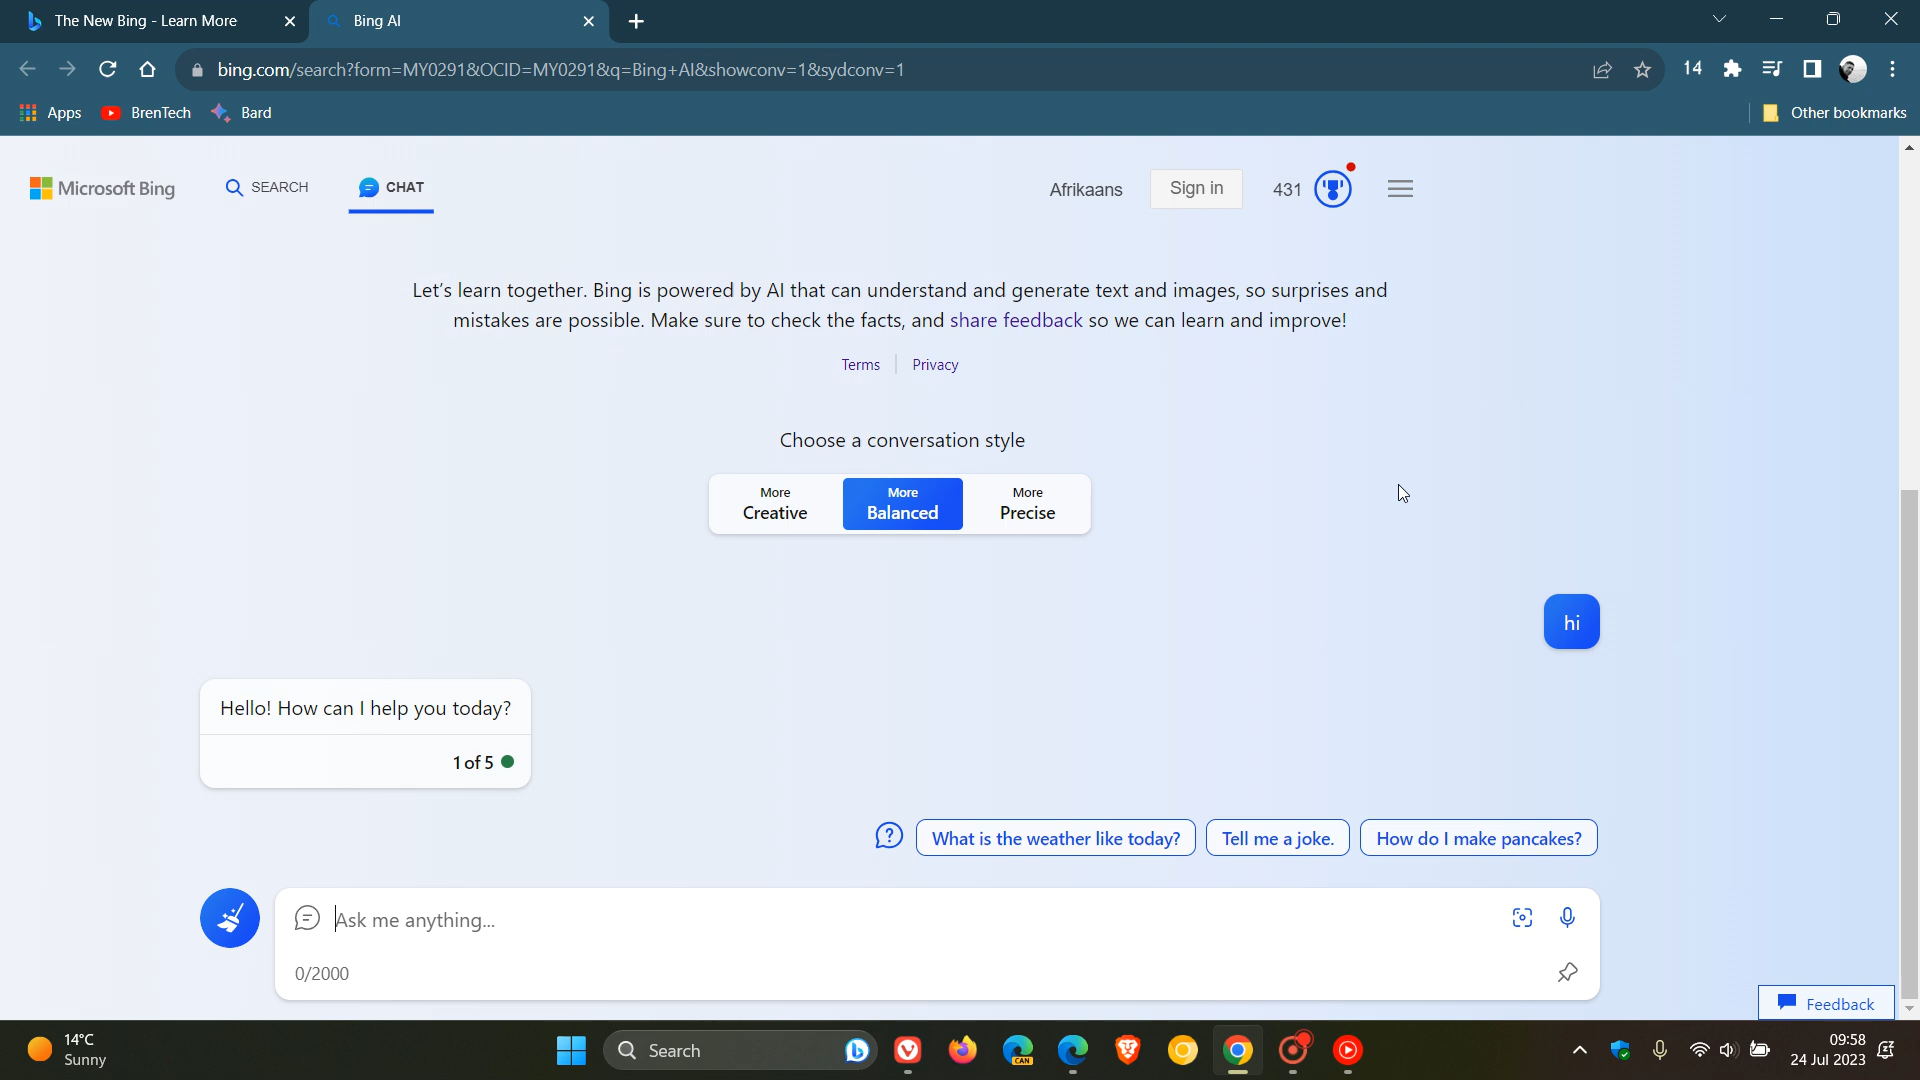 The New Bing - Learn More
Bing AI
bing.com/search?form=MY0291&OCID=MY0291&q=Bing+AI&showconv=1&sydconv=1
14
Apps
BrenTech
Bard
Other bookmarks
Microsoft Bing
SEARCH
CHAT
Afrikaans
Sign in
431
Let's learn together. Bing is powered by AI that can understand and generate text and images, so surprises and
mistakes are possible. Make sure to check the facts, and share feedback so we can learn and improve!
Terms
Privacy
Choose a conversation style
More
Creative
More
Balanced
More
Precise
hi
Hello! How can I help you today?
1 of 5
What is the weather like today?
Tell me a joke.
How do I make pancakes?
Ask me anything...
0/2000
Feedback
14°C
Sunny
Search
CAN
09:58
24 Jul 2023